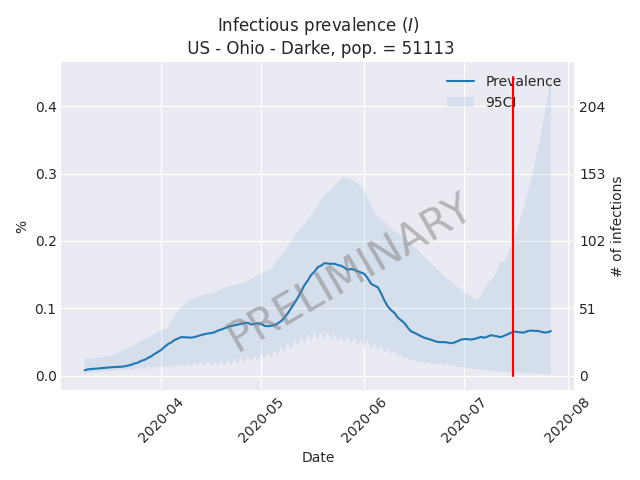 Infectious prevalence (I)
US - Ohio - Darke, pop. = 51113
Prevalence
95CI
0.4
0.3
0.2
0.1
0.0
%
204
153
102
51
0
# of infections
PRELIMINARY
2020-04
2020-05
2020-06
2020-07
2020-08
Date